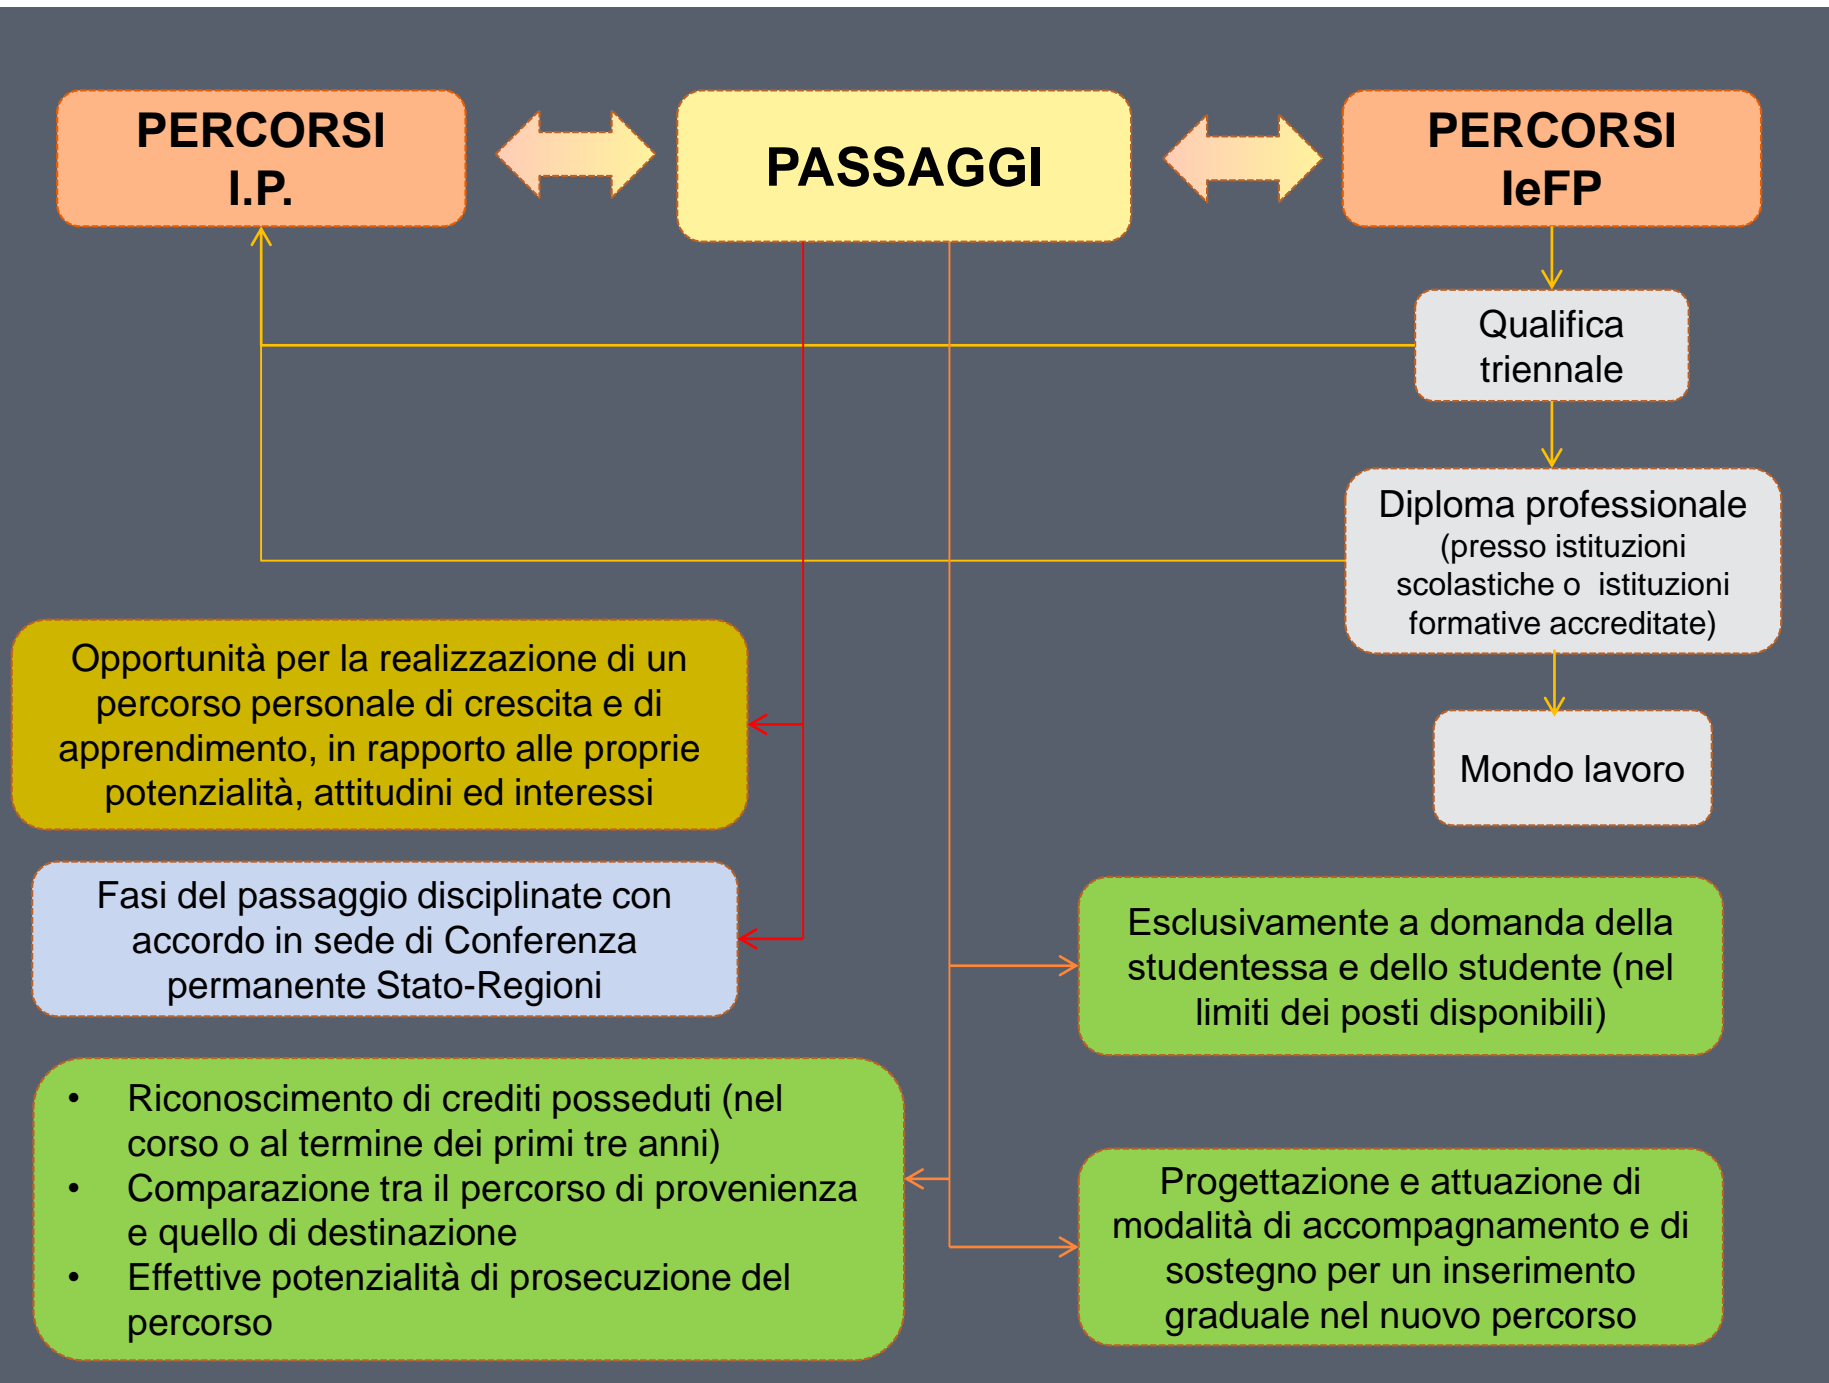 PERCORSI
I.P.
PASSAGGI
PERCORSI
IeFP
Qualifica
triennale
Diploma professionale
(presso istituzioni
scolastiche o istituzioni
formative accreditate)
Mondo lavoro
Opportunità per la realizzazione di un
percorso personale di crescita e di
apprendimento, in rapporto alle proprie
potenzialità, attitudini ed interessi
Fasi del passaggio disciplinate con
accordo in sede di Conferenza
permanente Stato-Regioni
Esclusivamente a domanda della
studentessa e dello studente (nel
limiti dei posti disponibili)
• Riconoscimento di crediti posseduti (nel
corso o al termine dei primi tre anni)
• Comparazione tra il percorso di provenienza
e quello di destinazione
• Effettive potenzialità di prosecuzione del
percorso
Progettazione e attuazione di
modalità di accompagnamento e di
sostegno per un inserimento
graduale nel nuovo percorso